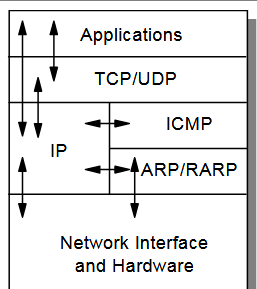 Applications
TCP/UDP
ICMP
IP
ARP/RARP
Network Interface
and Hardware